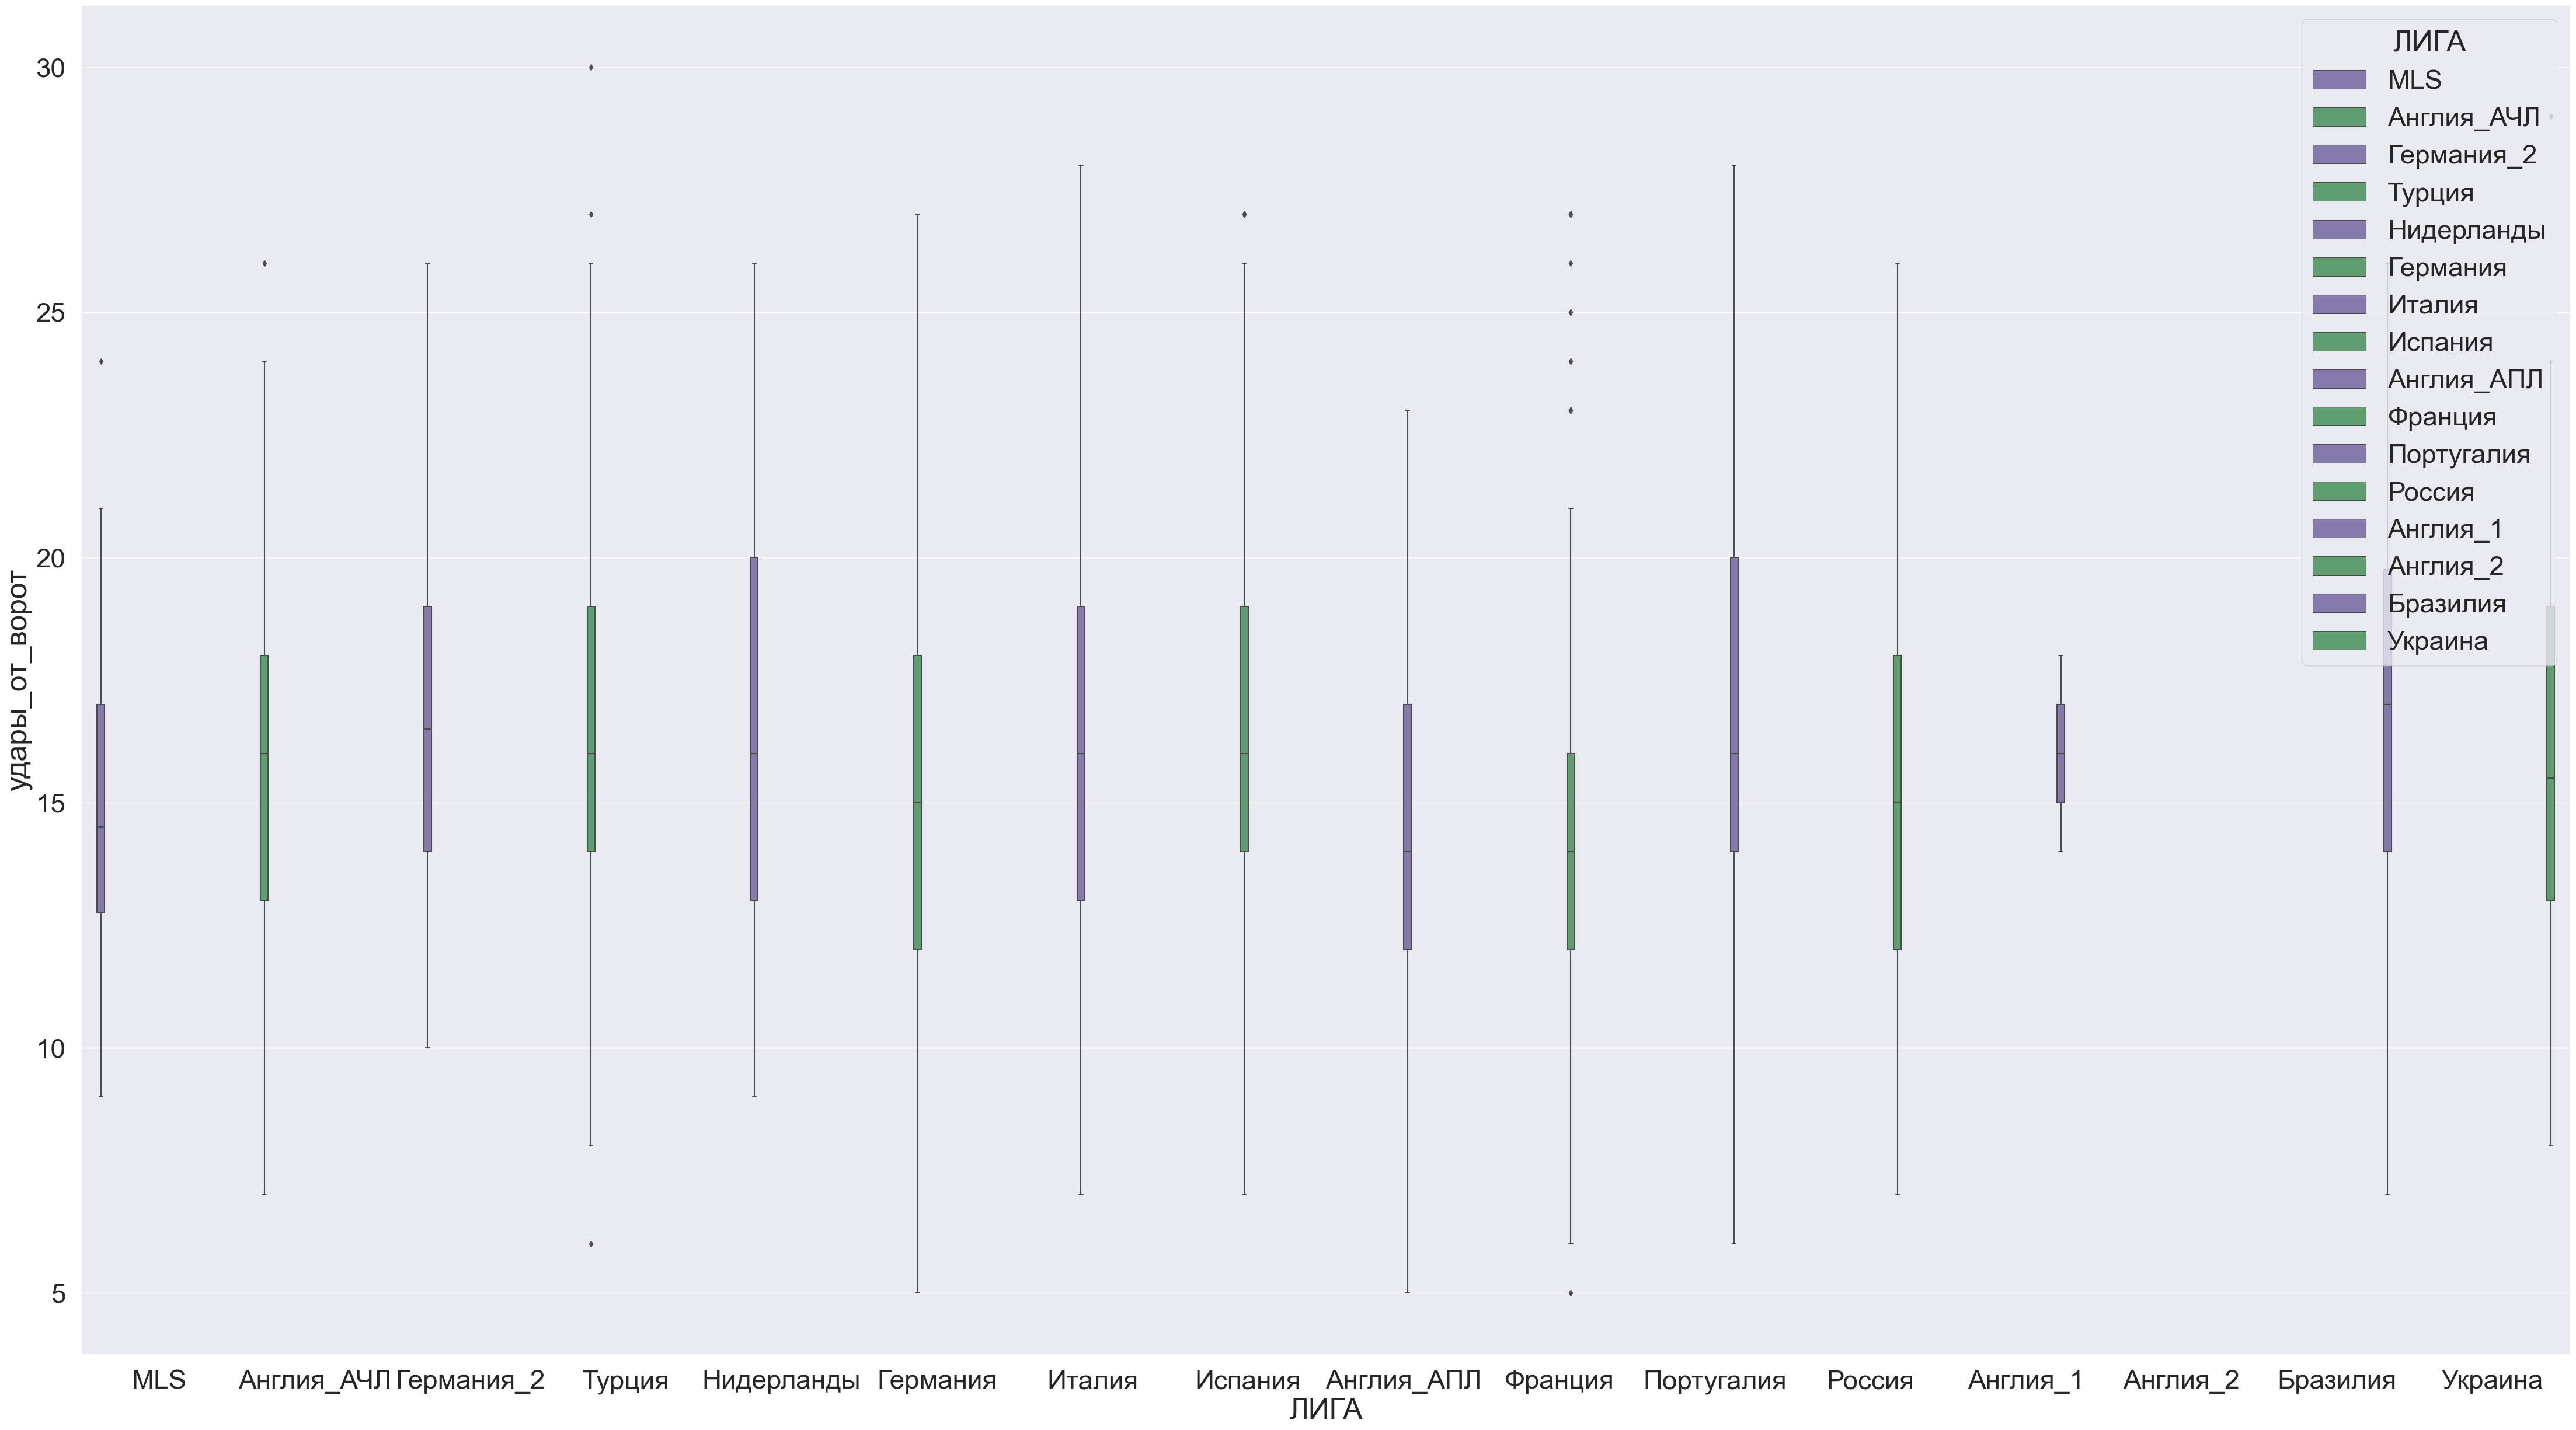 30
25
20
15
10
5
удары_от_ворот
ЛИГА
MLS
Англия_АЧЛ
Германия_2
Турция
Нидерланды
Германия
Италия
Испания
Англия_АПЛ
Франция
Португалия
Россия
Англия_1
Англия_2
Бразилия
Украина
MLS Англия_АЧЛ Германия_2 Турция Нидерланды Германия Италия Испания Англия_АПЛ Франция Португалия Россия Англия_1 Англия_2 Бразилия Украина
ЛИГА